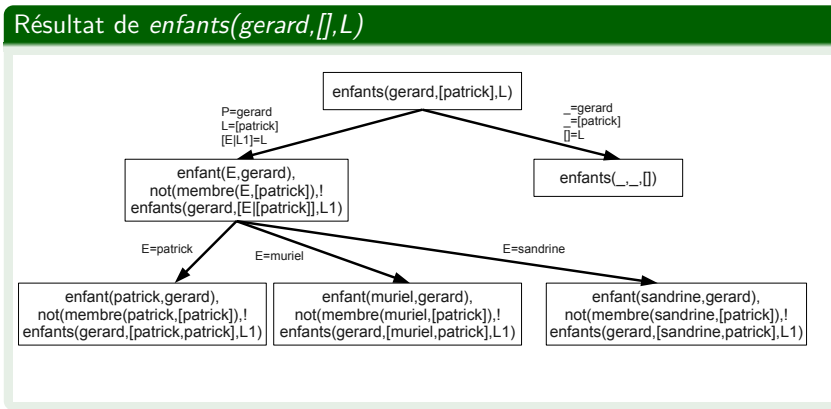 Résultat de enfants(gerard,[],L)
enfants(gerard,[patrick],L)
P=gerard
L=[patrick]
[E|L1]=L
_=gerard
_=[patrick]
[]=L
enfant(E,gerard),
not(membre(E,[patrick]),!
enfants(gerard,[E|[patrick]],L1)
enfants(_,_,[])
E=patrick
E=muriel
E=sandrine
enfant(patrick,gerard),
not(membre(patrick,[patrick]),!
enfants(gerard,[patrick,patrick],L1)
enfant(muriel,gerard),
not(membre(muriel,[patrick]),!
enfants(gerard,[muriel,patrick],L1)
enfant(sandrine,gerard),
not(membre(sandrine,[patrick]),!
enfants(gerard,[sandrine,patrick],L1)